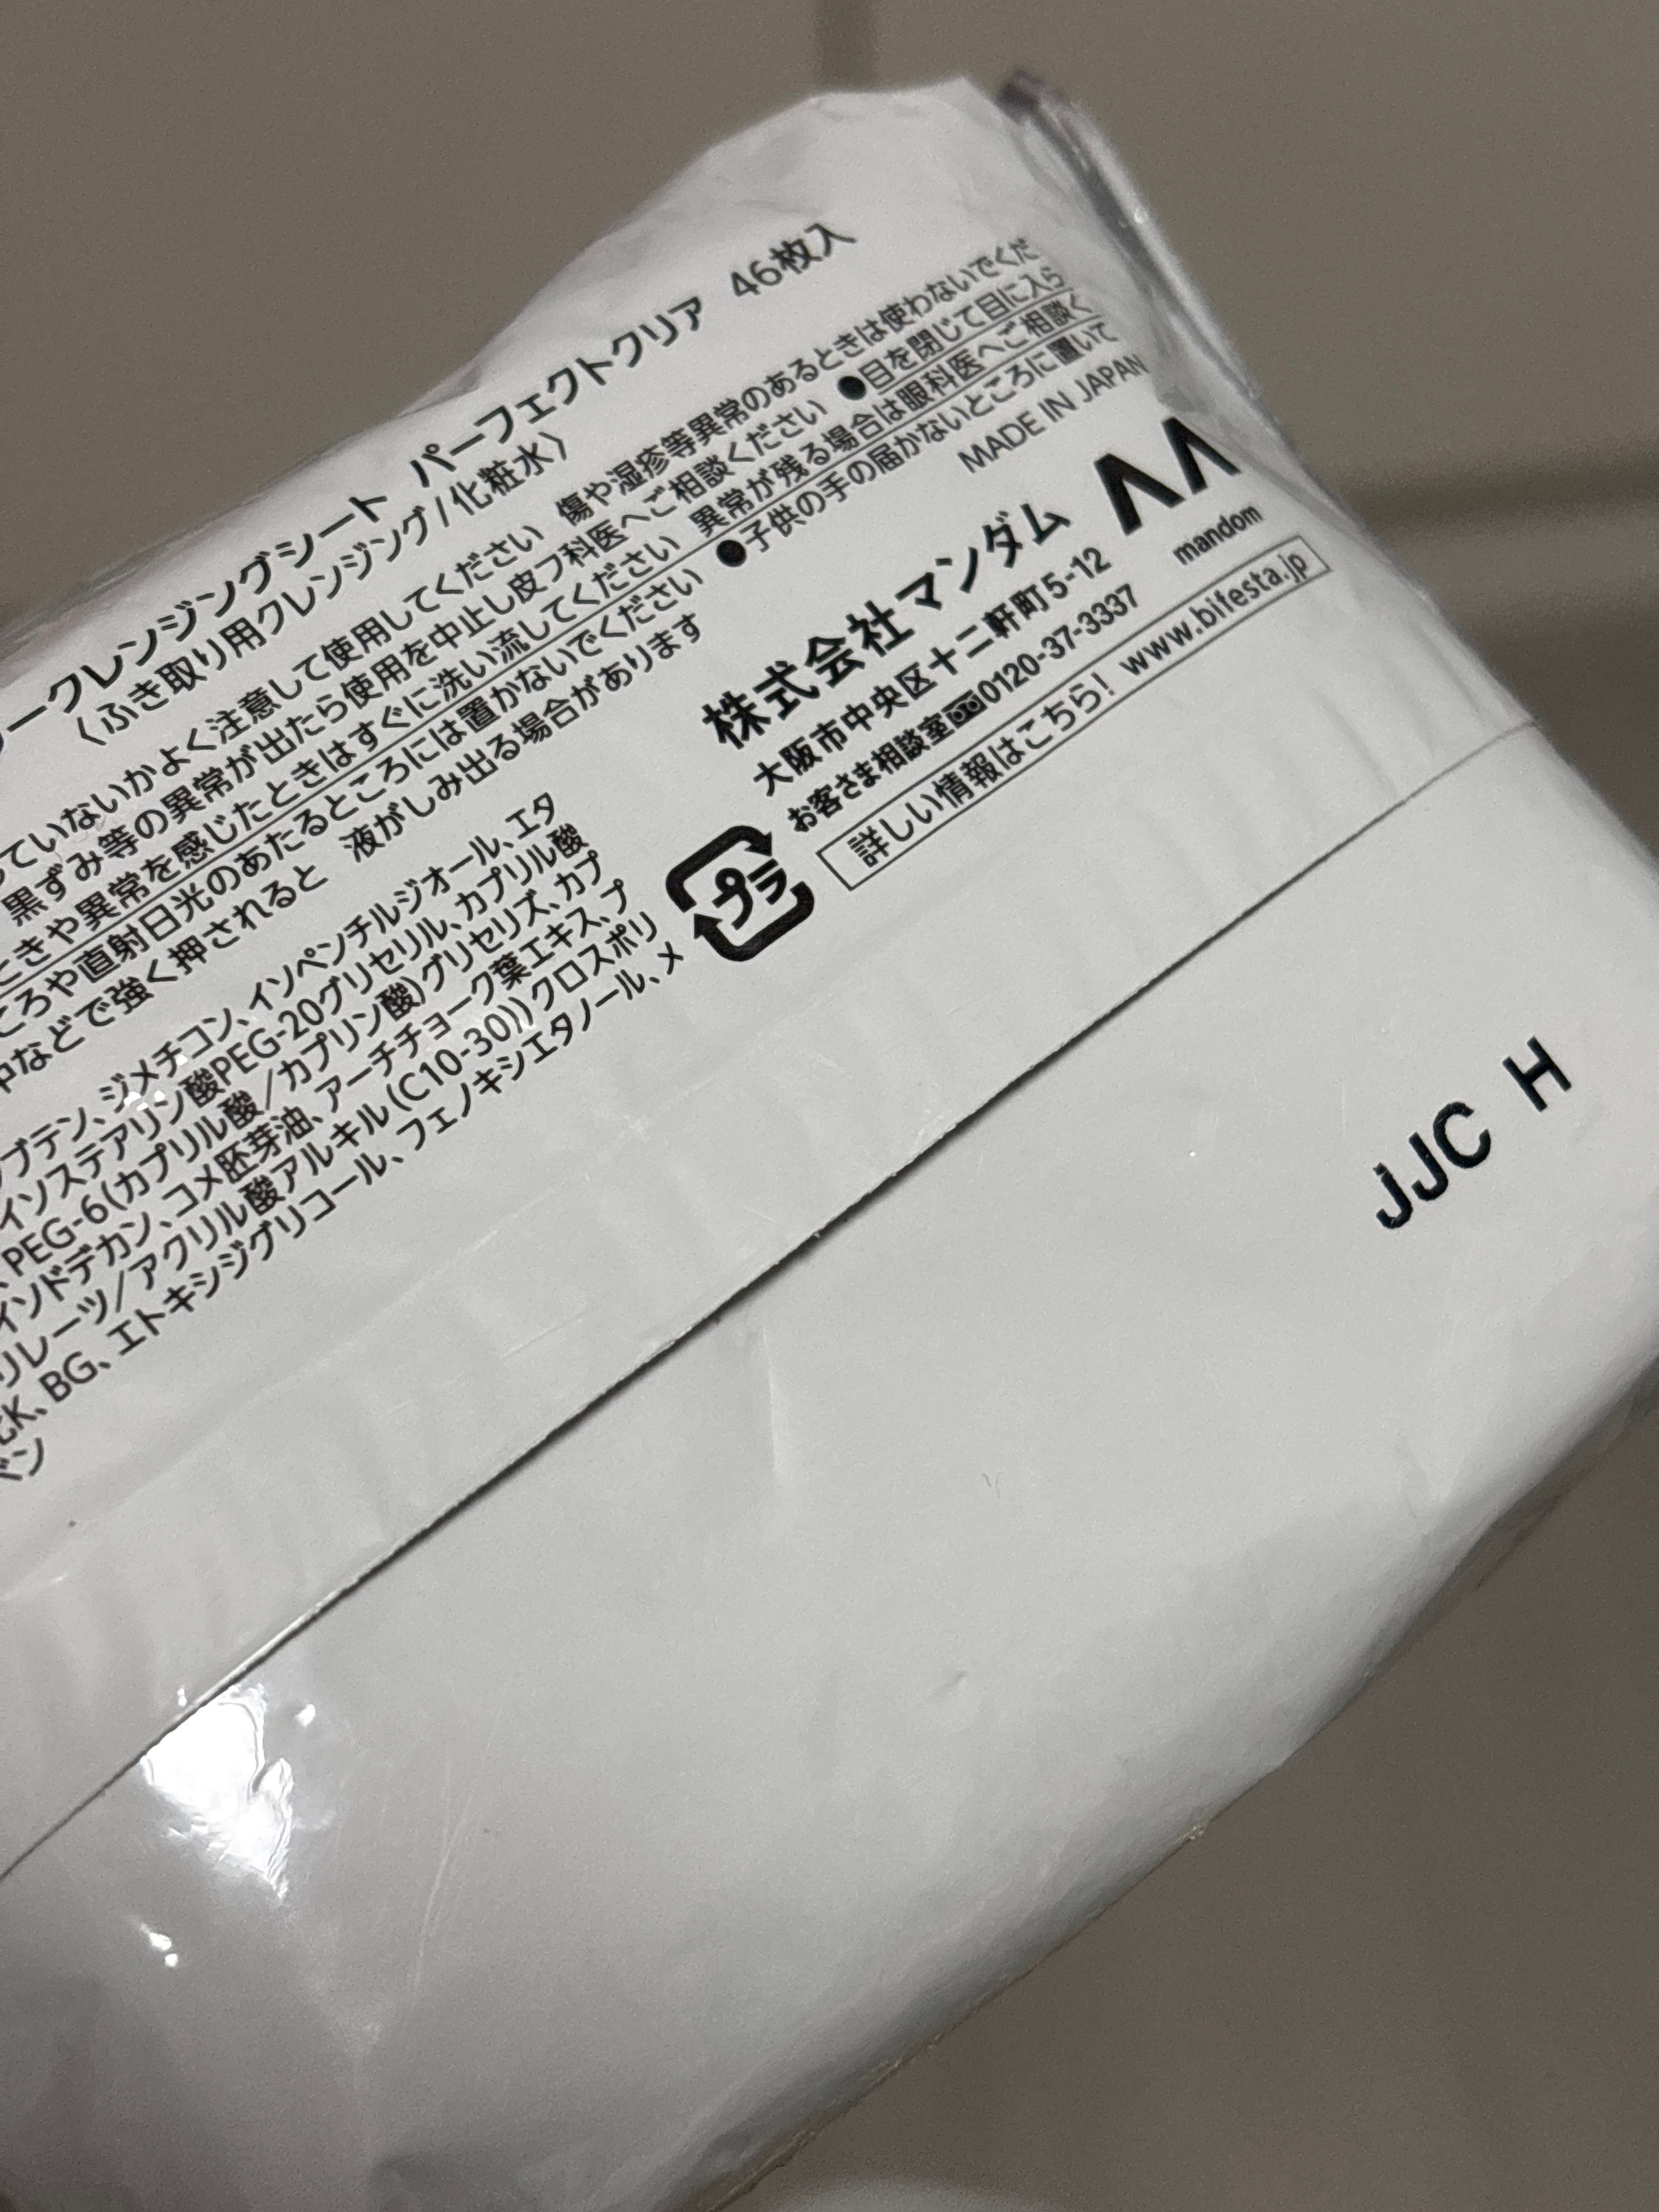 ークレンジングシート パーフェクトクリア 46枚入
〈ふき取り用クレンジング/化粧水〉
ていないかよく注意して使用してください 傷や湿疹等異常のあるときは使わないでくだ
黒ずみ等の異常が出たら使用を中止し皮フ科医へご相談ください ●目を閉じて目に入ら
ときや異常を感じたときはすぐに洗い流してください 異常が残る場合は眼科医へご相談く
ころや直射日光のあたるところには置かないでください ●子供の手の届かないところに置いて
中などで強く押されると 液がしみ出る場合があります
MADE IN JAPAN
ブテン、ジメチコン、イソペンチルジオール、エタ
イソステアリン酸PEG-20グリセリル、カプリル酸
、PEG-6(カプリル酸/カプリン酸)グリセリズ、カプ
イソドデカン、コメ胚芽油、アーチチョーク葉エキス、プ
リレーツ/アクリル酸アルキル(C10-30))クロスポリ
CK、BG、エトキシジグリコール、フェノキシエタノール、メ
ベン
株式会社マンダム
大阪市中央区十二軒町5-12
お客さま相談室0120-37-3337
mandom
詳しい情報はこちら! www.bifesta.jp
プラ
JJC H